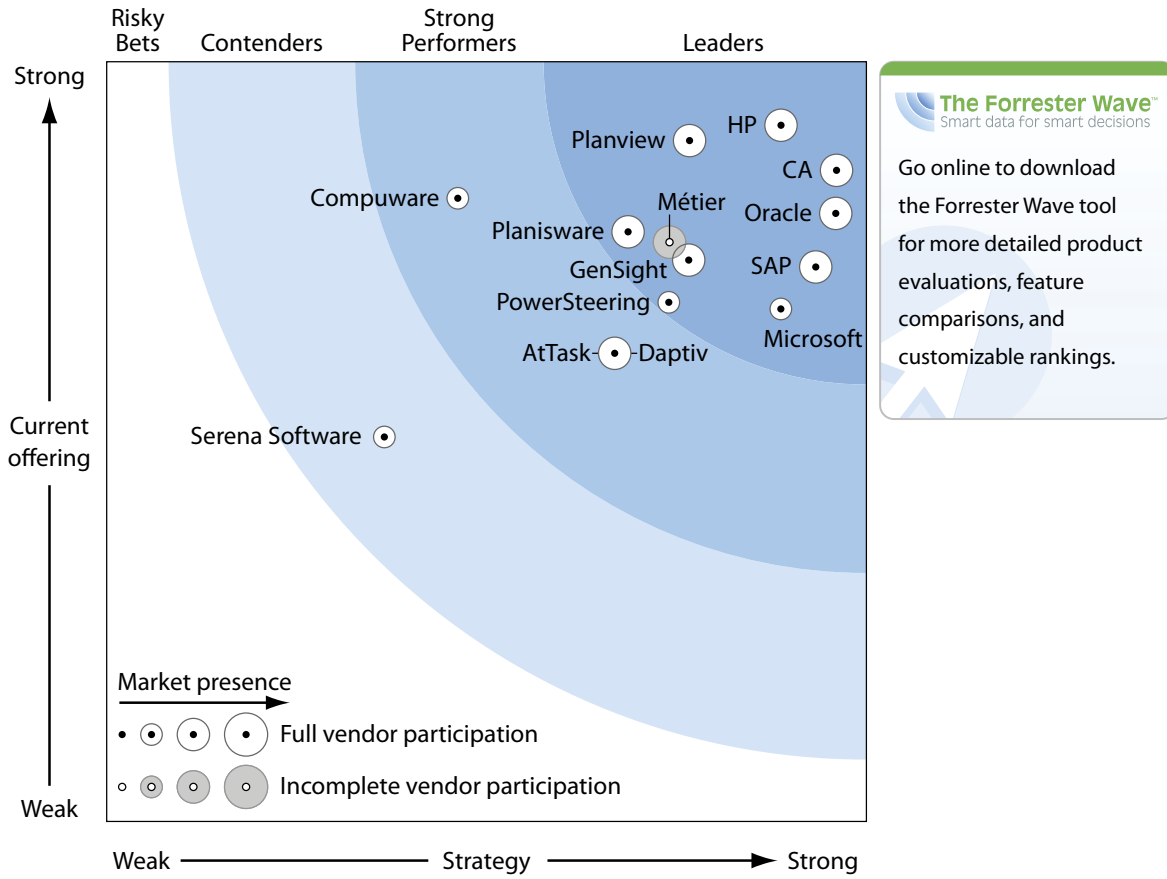 Risky
Bets
Contenders
Strong
Performers
Leaders
Strong
Current
offering
Weak
Planview
HP
CA
Compuware
Métier
Oracle
Planisware
GenSight
SAP
PowerSteering
Microsoft
AtTask
Daptiv
Serena Software
Market presence
Full vendor participation
Incomplete vendor participation
Weak
Strategy
Strong
The Forrester Wave™
Smart data for smart decisions
Go online to download
the Forrester Wave tool
for more detailed product
evaluations, feature
comparisons, and
customizable rankings.